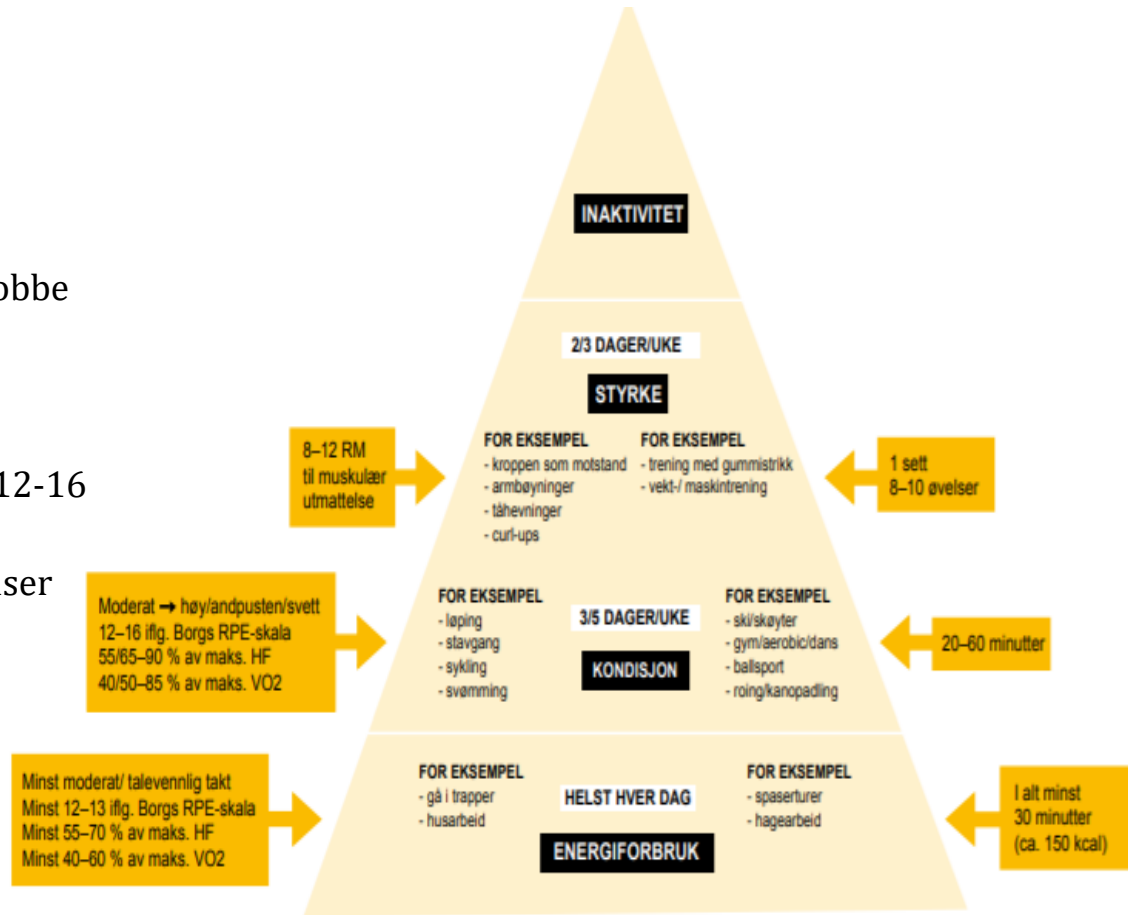 INAKTIVITET
obbe
2/3 DAGER/UKE
STYRKE
8–12 RM
til muskulær
utmattelse
FOR EKSEMPEL
- kroppen som motstand
- armbøyninger
- tåhevninger
- curl-ups
FOR EKSEMPEL
- trening med gummistrikk
- vekt-/ maskintrening
1 sett
8–10 øvelser
12-16
ser
Moderat → høy/andpusten/svett
12–16 iflg. Borgs RPE-skala
55/65–90 % av maks. HF
40/50–85 % av maks. VO2
FOR EKSEMPEL
- løping
- stavgang
- sykling
- svømming
3/5 DAGER/UKE
KONDISJON
FOR EKSEMPEL
- ski/skøyter
- gym/aerobic/dans
- ballsport
- roing/kanopadling
20–60 minutter
Minst moderat/ talevennlig takt
Minst 12–13 iflg. Borgs RPE-skala
Minst 55–70 % av maks. HF
Minst 40–60 % av maks. VO2
FOR EKSEMPEL
- gå i trapper
- husarbeid
HELST HVER DAG
ENERGIFORBRUK
FOR EKSEMPEL
- spaserturer
- hagearbeid
I alt minst
30 minutter
(ca. 150 kcal)